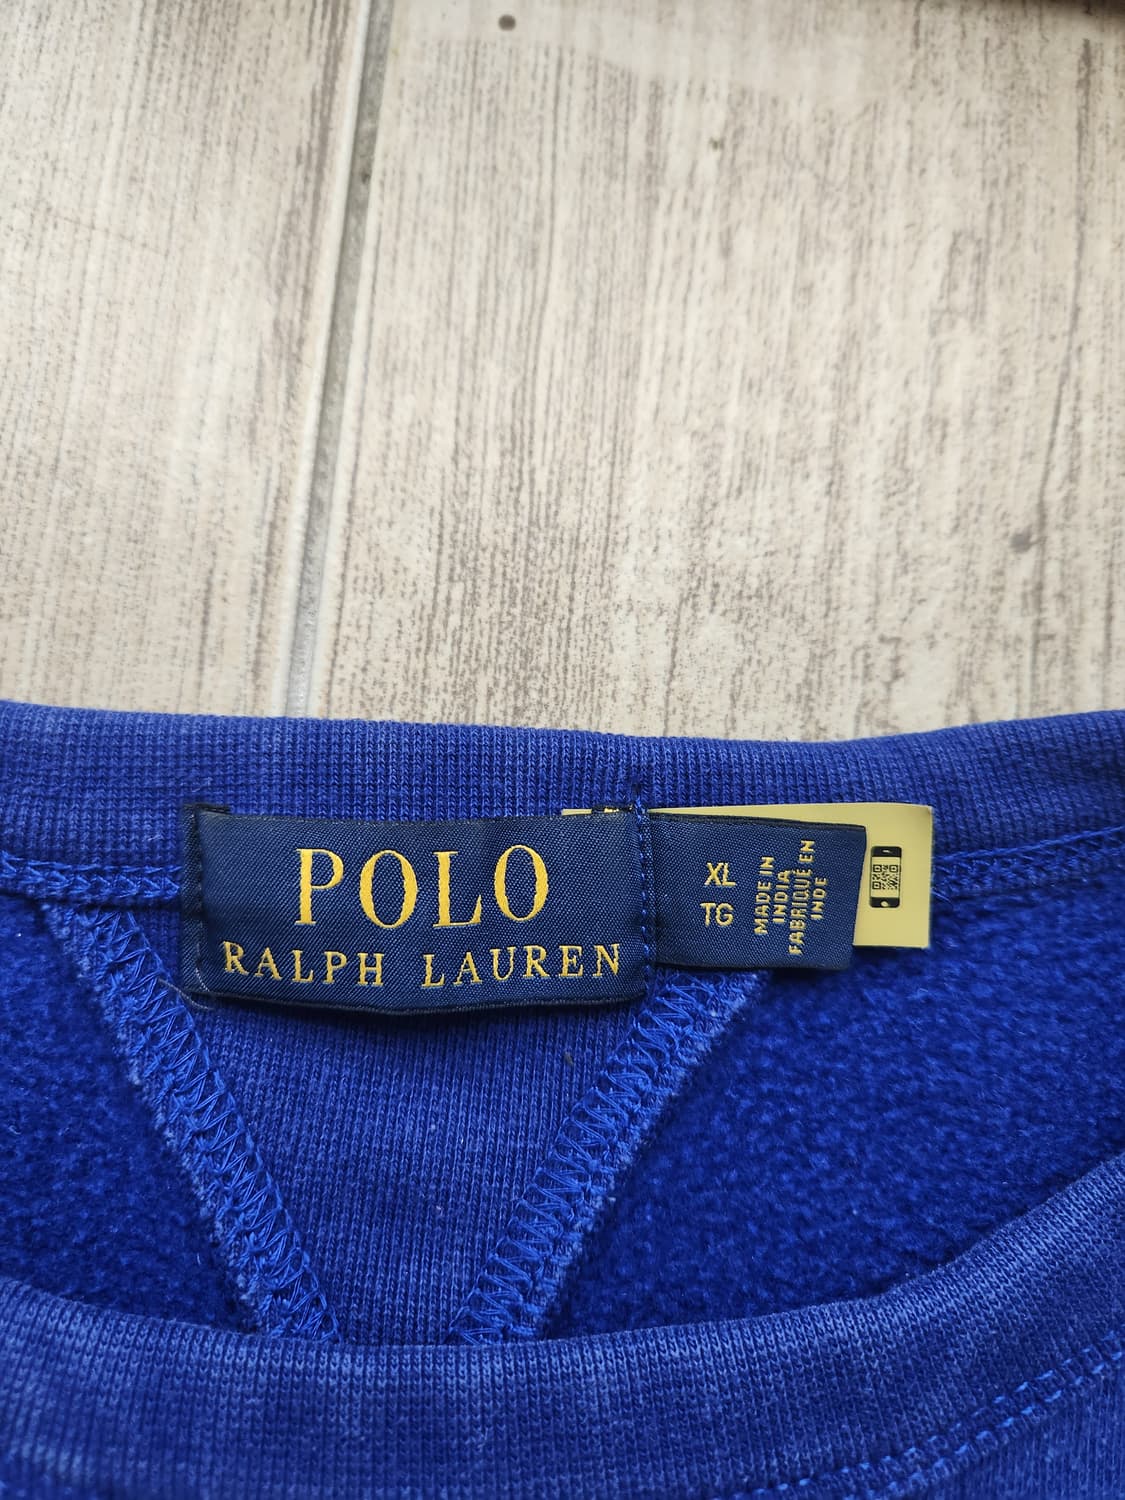 POLO
RALPH LAUREN
XL
TG
MADE IN
INDIA
FABRIQUÉ EN
INDE